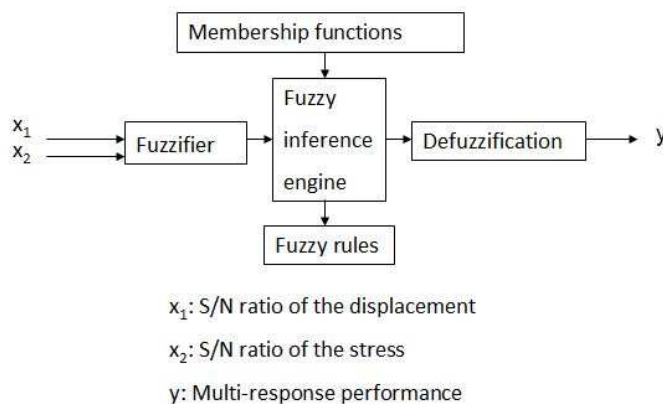 Membership functions
Fuzzy
inference
engine
x₁
x₂
Fuzzifier
Defuzzification
y
Fuzzy rules
x₁: S/N ratio of the displacement
x₂: S/N ratio of the stress
y: Multi-response performance